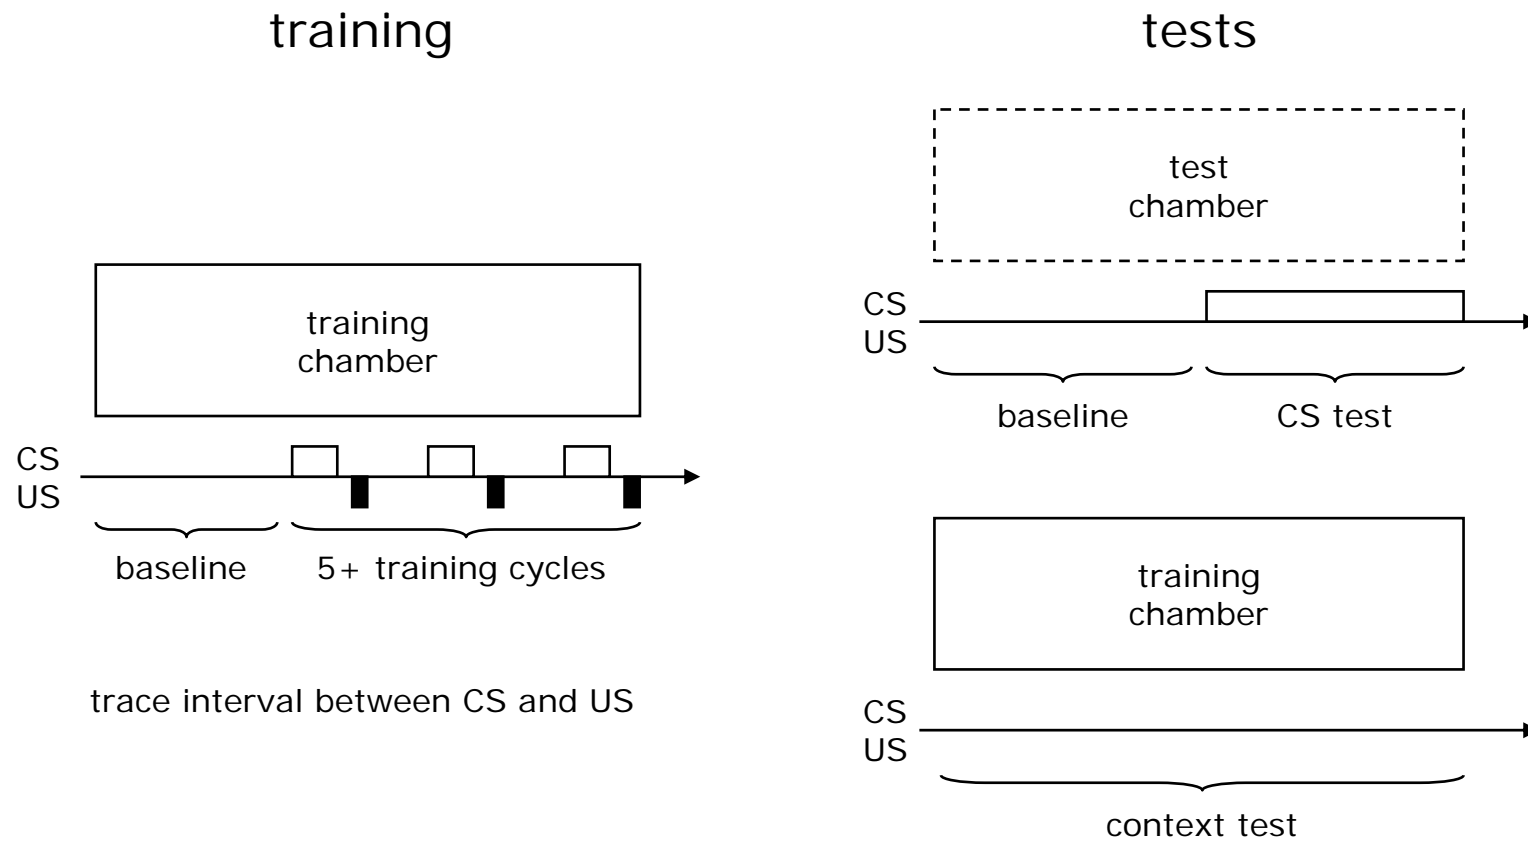 training
training
chamber
CS
US
baseline
5+ training cycles
trace interval between CS and US
tests
test
chamber
CS
US
baseline
CS test
training
chamber
CS
US
context test